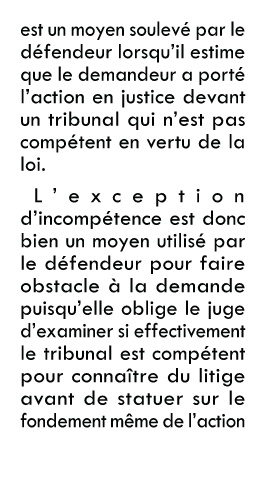 est un moyen soulevé par le
défendeur lorsqu'il estime
que le demandeur a porté
l'action en justice devant
un tribunal qui n'est pas
compétent en vertu de la
loi.
L'exception
d'incompétence est donc
bien un moyen utilisé par
le défendeur pour faire
obstacle à la demande
puisqu'elle oblige le juge
d'examiner si effectivement
le tribunal est compétent
pour connaître du litige
avant de statuer sur le
fondement même de l'action